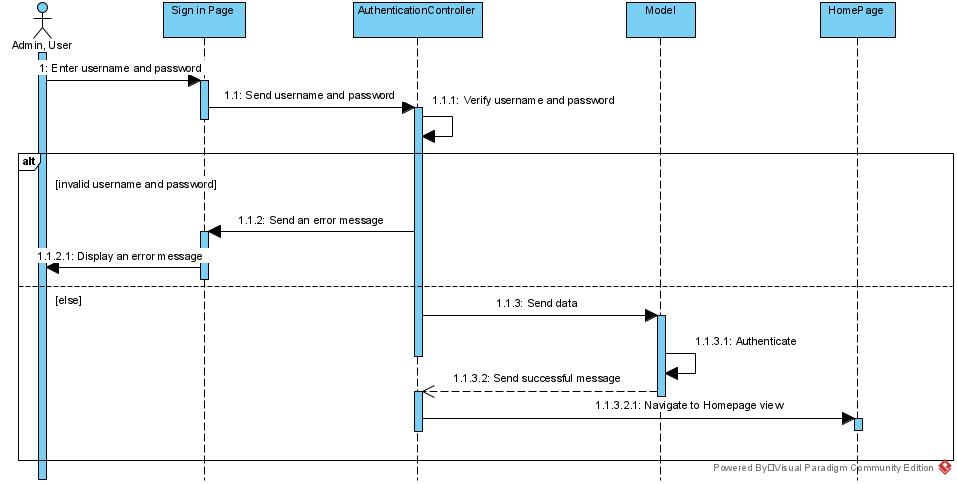 Sign in Page
AuthenticationController
Model
HomePage
Admin, User
1: Enter username and password
1.1: Send username and password
1.1.1: Verify username and password
alt
[invalid username and password]
1.1.2: Send an error message
1.1.2.1: Display an error message
[else]
1.1.3: Send data
1.1.3.1: Authenticate
1.1.3.2: Send successful message
1.1.3.2.1: Navigate to Homepage view
Powered By Visual Paradigm Community Edition